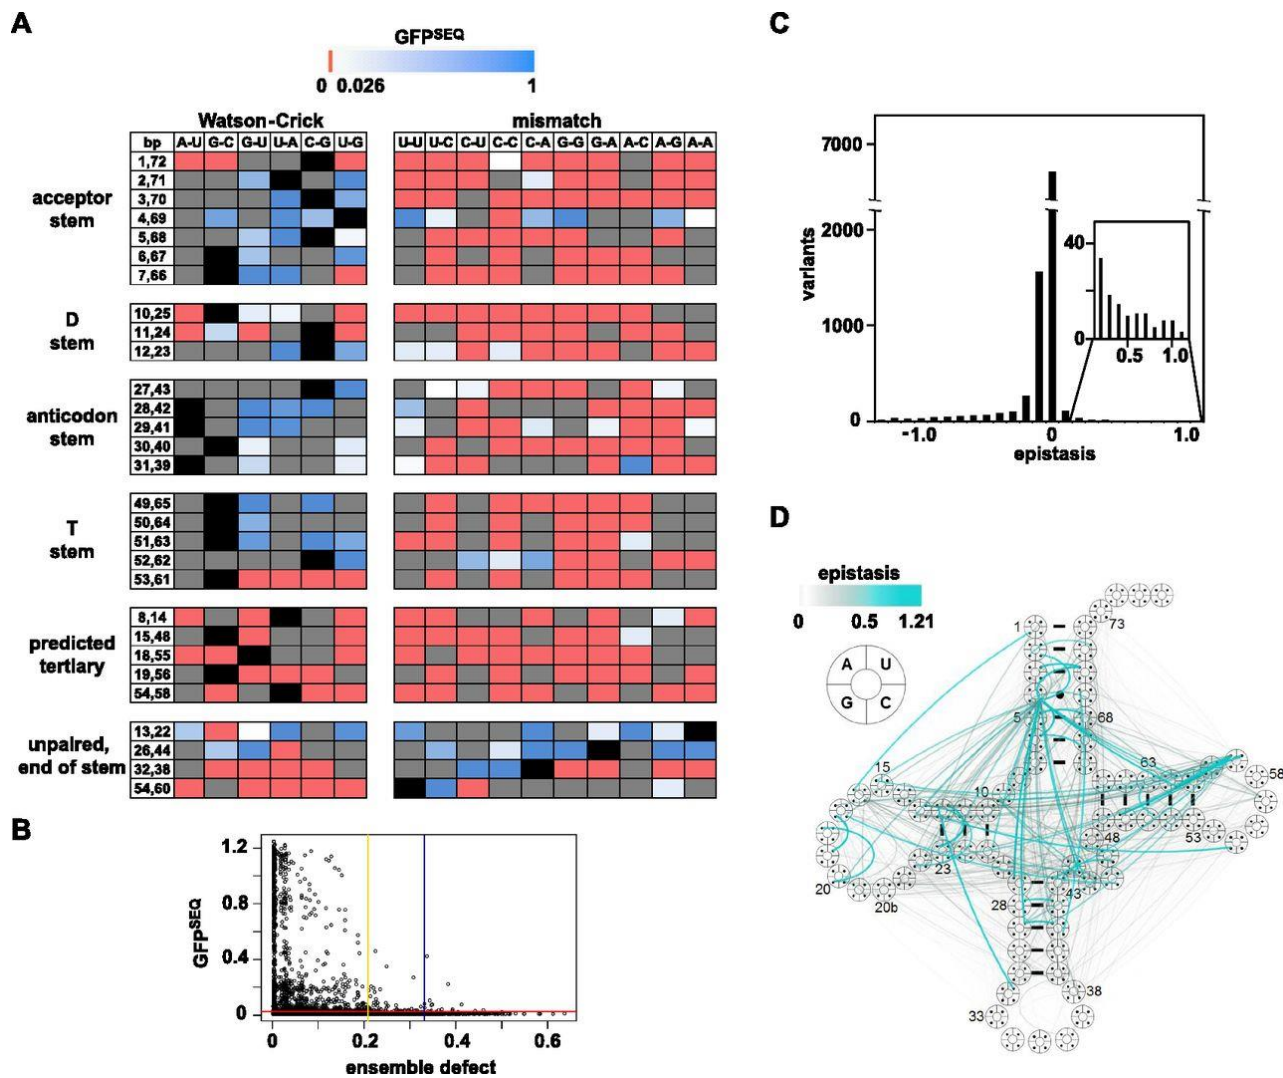 A
GFPSEQ
0 0.026 1
Watson-Crick mismatch
bp A-U G-C G-U U-A C-G U-G U-U U-C C-U C-C C-A G-G G-A A-C A-G A-A
acceptor
stem
1,72
2,71
3,70
4,69
5,68
6,67
7,66
D
stem
10,25
11,24
12,23
anticodon
stem
27,43
28,42
29,41
30,40
31,39
T
stem
49,65
50,64
51,63
52,62
53,61
predicted
tertiary
8,14
15,48
18,55
19,56
54,58
unpaired,
end of stem
13,22
26,44
32,38
54,60
B
GFPSEQ
1.2
0.8
0.4
0
0 0.2 0.4 0.6
ensemble defect
C
variants
7000
2000
1000
0
-1.0 0 1.0
epistasis
40
0
0.5 1.0
D
epistasis
0 0.5 1.21
A U
G C
1
73
5
68
15
10
63
58
48
53
20
23
20b
43
28
38
33